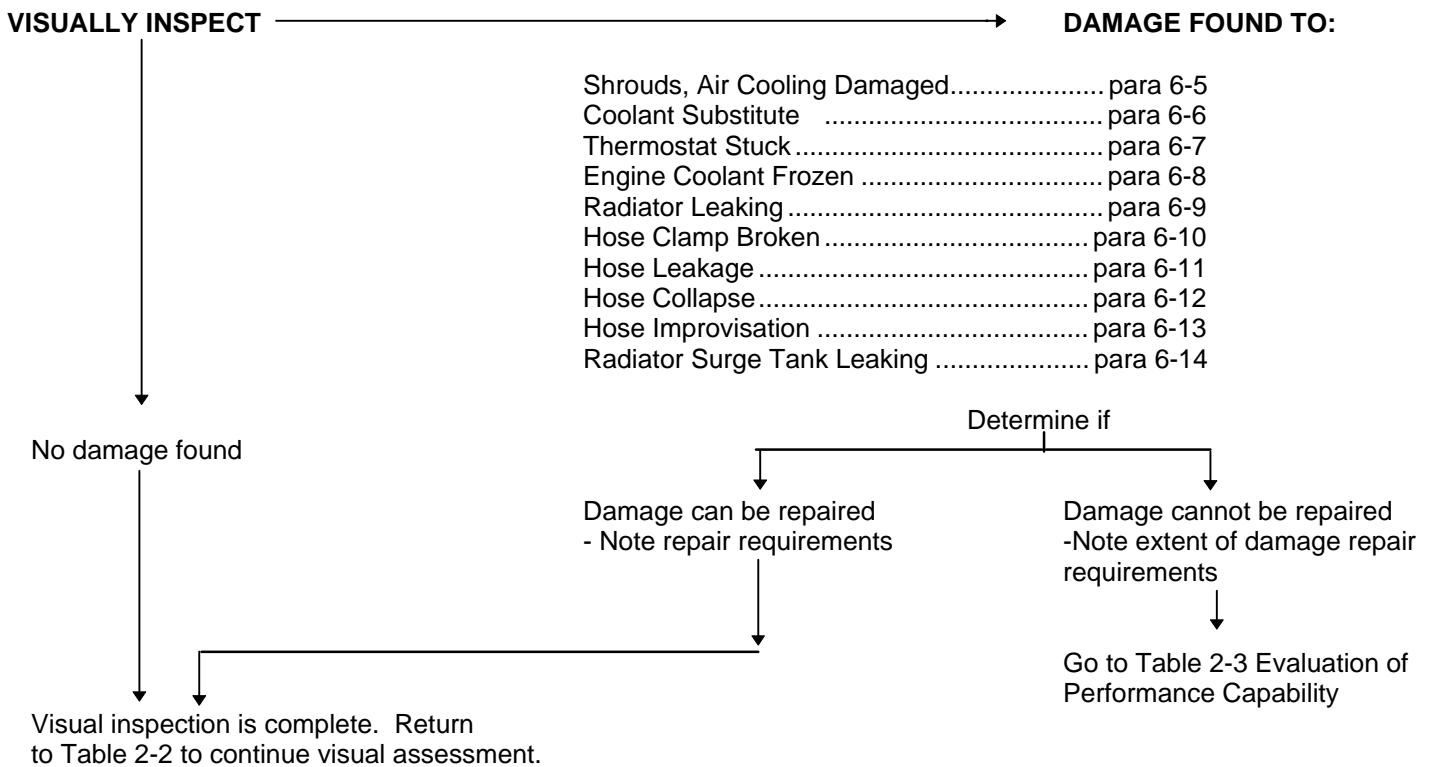 VISUALLY INSPECT
DAMAGE FOUND TO:
Shrouds, Air Cooling Damaged..................... para 6-5
Coolant Substitute ...................................... para 6-6
Thermostat Stuck.......................................... para 6-7
Engine Coolant Frozen ................................. para 6-8
Radiator Leaking........................................... para 6-9
Hose Clamp Broken.................................... para 6-10
Hose Leakage............................................. para 6-11
Hose Collapse............................................. para 6-12
Hose Improvisation ..................................... para 6-13
Radiator Surge Tank Leaking ..................... para 6-14
Determine if
No damage found
Damage can be repaired
- Note repair requirements
Damage cannot be repaired
-Note extent of damage repair
requirements
Go to Table 2-3 Evaluation of
Performance Capability
Visual inspection is complete. Return
to Table 2-2 to continue visual assessment.